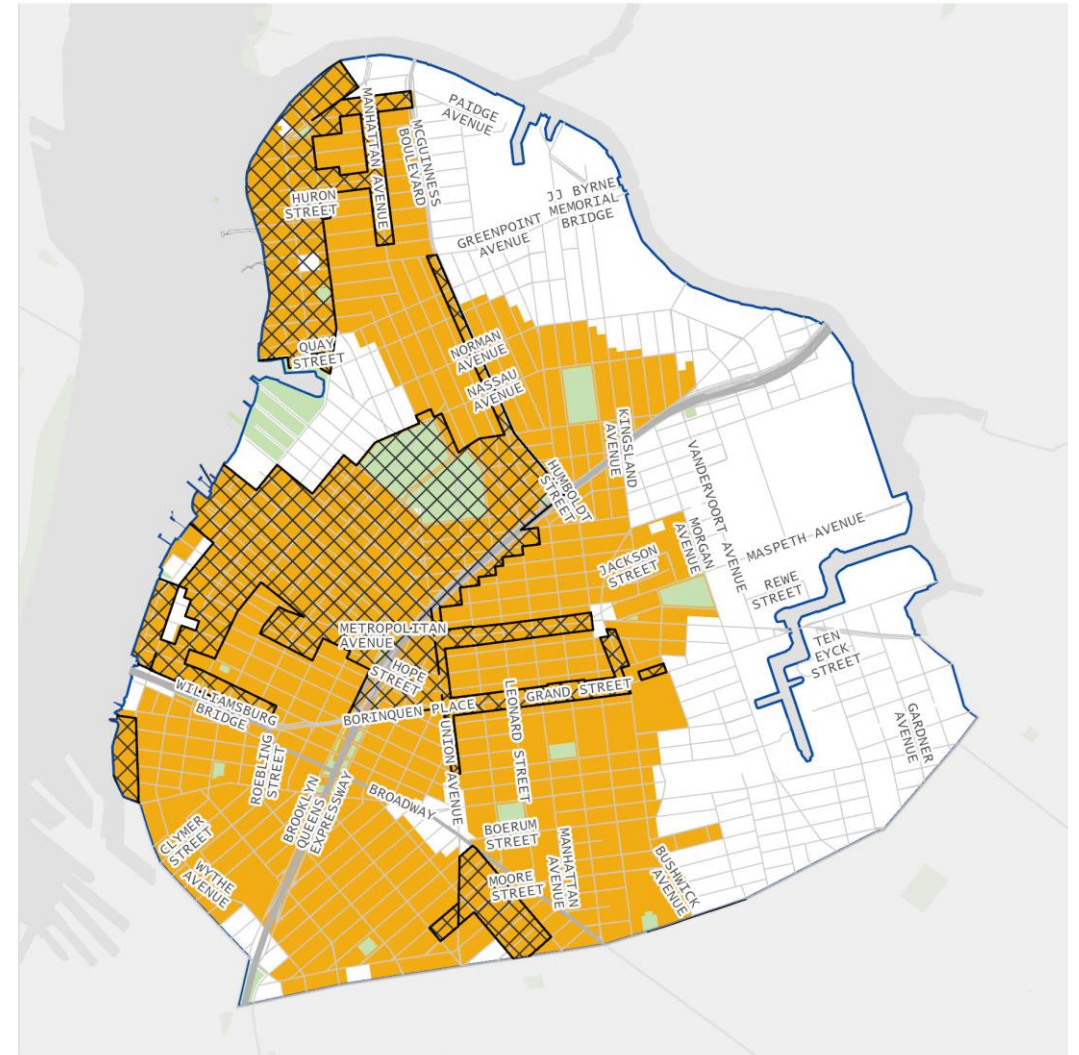 PAIDGE
AVENUE
MANHATTAN AVENUE
MCGUINNESS
BOULEVARD
JJ BYRNE
MEMORIAL
BRIDGE
HURON
STREET
GREENPOINT
AVENUE
QUAY
STREET
NORMAN
AVENUE
NASSAU
AVENUE
KINGSLAND
AVENUE
HUMBOLDT
STREET
VANDERVOORT AVENUE
MORGAN
AVENUE
MASPETH AVENUE
JACKSON
STREET
REWE
STREET
METROPOLITAN
AVENUE
TEN
EYCK
STREET
HOPE
STREET
WILLIAMSBURG
BRIDGE
BORINQUEN PLACE
LEONARD STREET
GRAND STREET
GARDNER
AVENUE
UNION AVENUE
ROEBLING
STREET
BROOKLYN
QUEENS
EXPRESSWAY
BROADWAY
CLYMER
STREET
WYTHE
AVENUE
BOERUM
STREET
MANHATTAN
AVENUE
MOORE
STREET
BUSHWICK
AVENUE